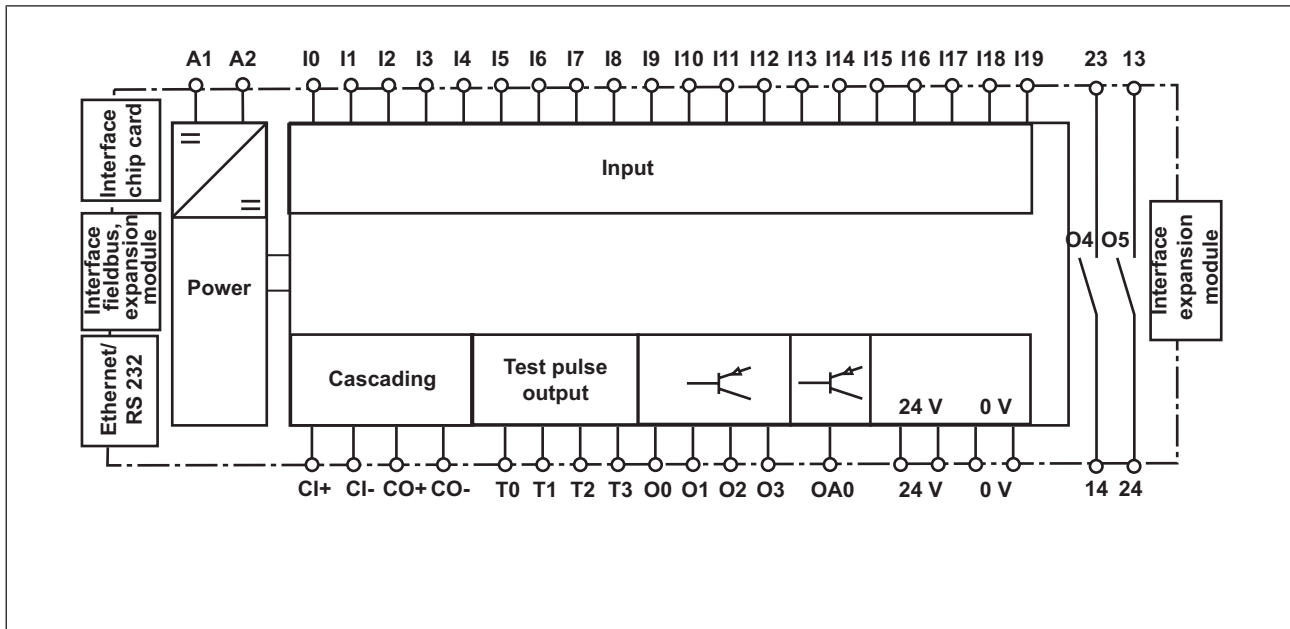 A1 A2 I0 I1 I2 I3 I4 I5 I6 I7 I8 I9 I10 I11 I12 I13 I14 I15 I16 I17 I18 I19 23 13
Interface
chip card
Interface
fieldbus,
expansion
module
Ethernet/
RS 232
Power
Input
O4 O5
Interface
expansion
module
Cascading
Test pulse
output
24 V 0 V
CI+ CI- CO+ CO- T0 T1 T2 T3 O0 O1 O2 O3 OA0 24 V 0 V 14 24